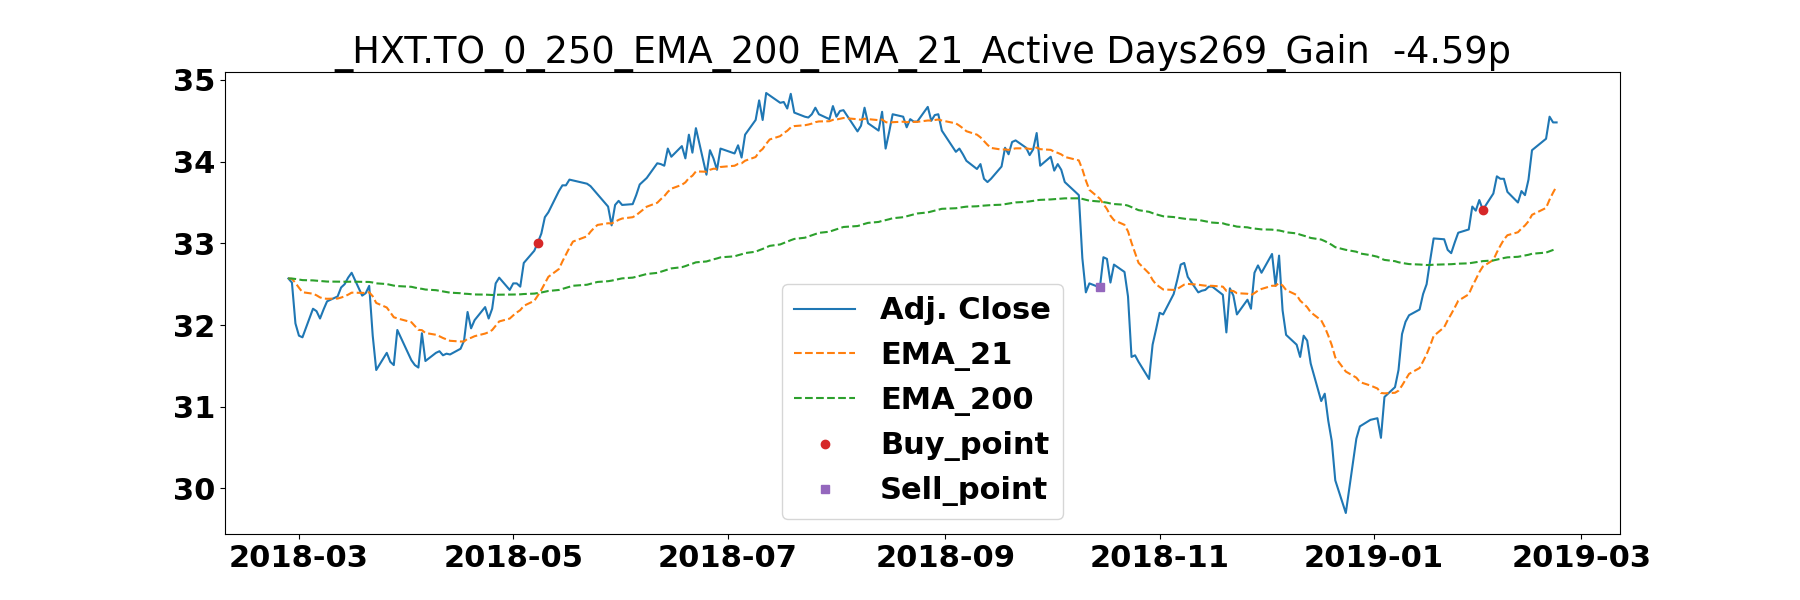 _HXT.TO_0_250_EMA_200_EMA_21_Active Days269_Gain  -4.59p
35
34
33
32
31
30
Adj. Close
EMA_21
EMA_200
Buy_point
Sell_point
2018-03 2018-05 2018-07 2018-09 2018-11 2019-01 2019-03